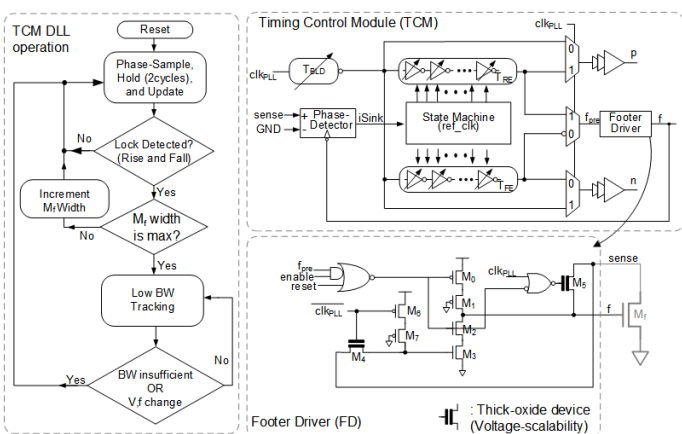 TCM DLL
operation
Reset
Phase-Sample,
Hold (2cycles),
and Update
No
Lock Detected?
(Rise and Fall)
Yes
Increment
MfWidth
No
Mf width
is max?
Yes
Low BW
Tracking
No
Yes
BW insufficient
OR
V,f change
Timing Control Module (TCM)
clkPLL
clkPLL
TBLD
TRE
0
1
p
sense
GND
+
-
Phase-
Detector
iSink
State Machine
(ref_clk)
1
0
fpre
Footer
Driver
f
TFE
0
1
n
fpre
enable
reset
clkPLL
M6
M7
M4
M0
M1
M2
M3
clkPLL
M5
sense
f
Mf
Footer Driver (FD)
: Thick-oxide device
(Voltage-scalability)